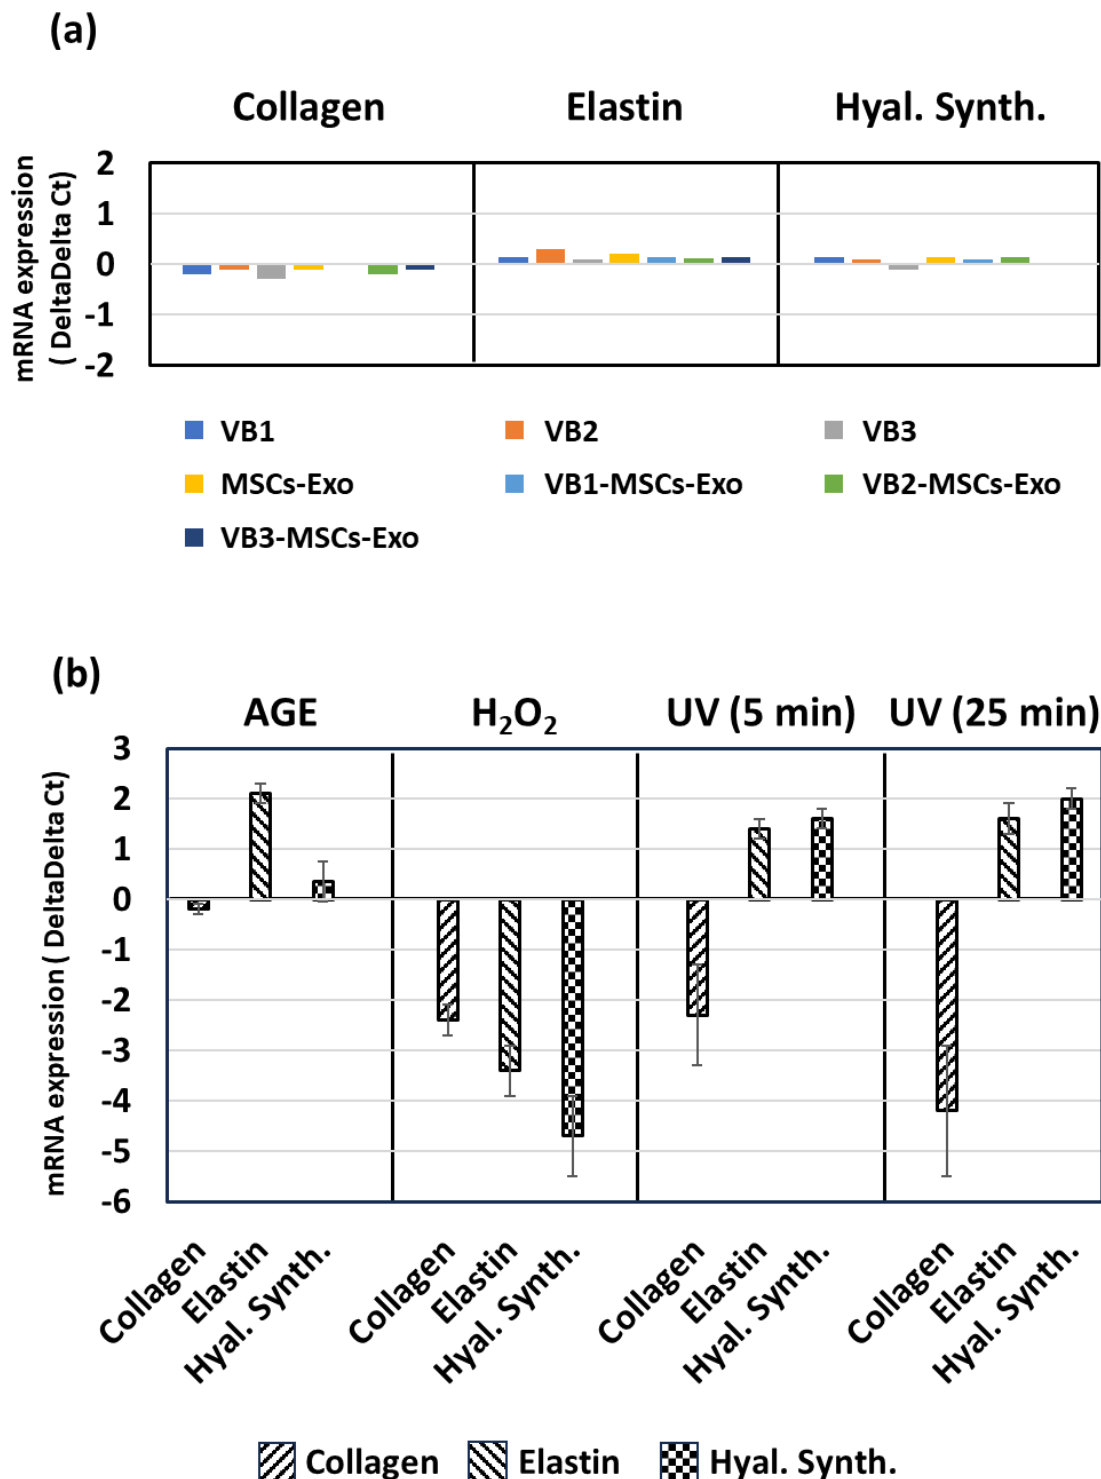 (a)
Collagen Elastin Hyal. Synth.
mRNA expression
( DeltaDelta Ct)
2
1
0
-1
-2
VB1 VB2 VB3
MSCs-Exo VB1-MSCs-Exo VB2-MSCs-Exo
VB3-MSCs-Exo
(b)
AGE H₂O₂ UV (5 min) UV (25 min)
mRNA expression ( DeltaDelta Ct)
3
2
1
0
-1
-2
-3
-4
-5
-6
Collagen Elastin Hyal. Synth. Collagen Elastin Hyal. Synth. Collagen Elastin Hyal. Synth. Collagen Elastin Hyal. Synth.
Collagen Elastin Hyal. Synth.